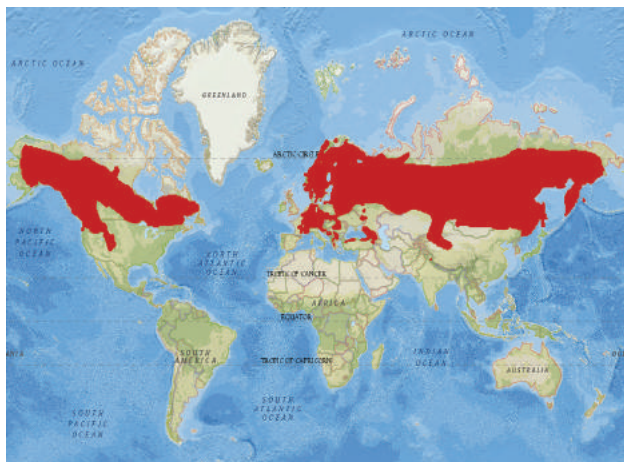 ARCTIC OCEAN
ARCTIC OCEAN
GREENLAND
ARCTIC CIRCLE
NORTH
PACIFIC
OCEAN
NORTH
ATLANTIC
OCEAN
TROPIC OF CANCER
AFRICA
EQUATOR
SOUTH
AMERICA
TROPIC OF CAPRICORN
INDIAN
OCEAN
AUSTRALIA
SOUTH
PACIFIC
OCEAN
SOUTH
ATLANTIC
OCEAN